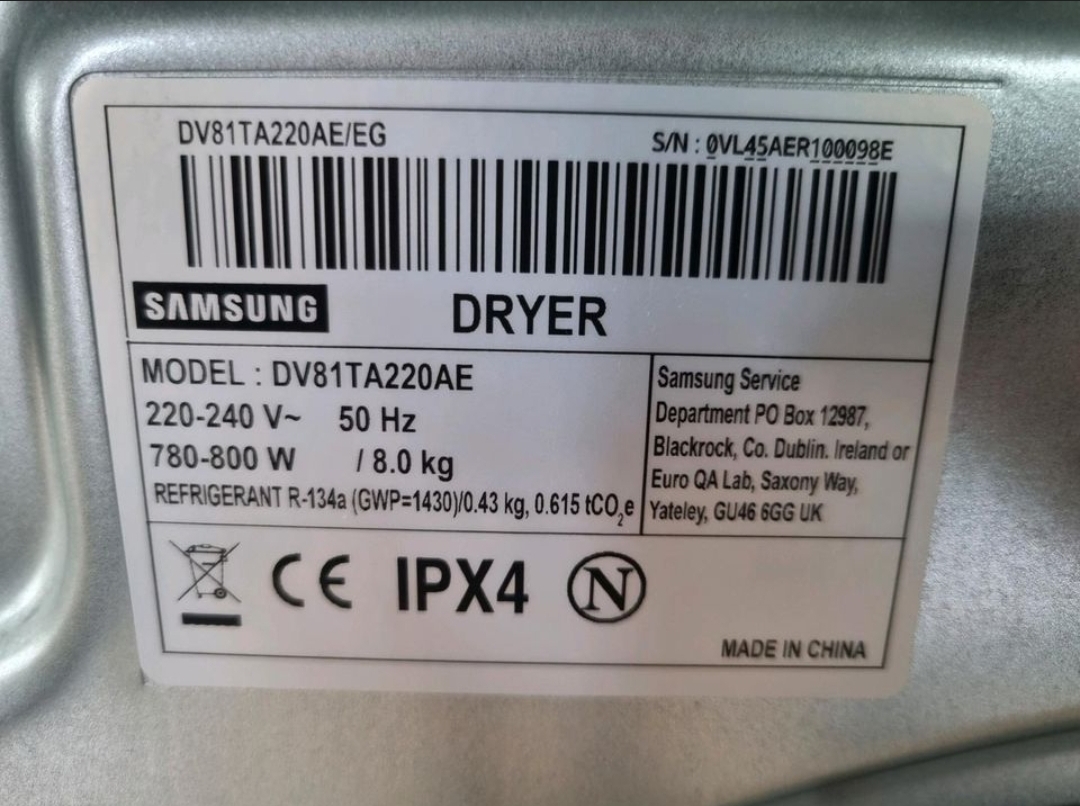 DV81TA220AE/EG
S/N : 0VL45AER100098E
SAMSUNG
DRYER
MODEL : DV81TA220AE
220-240 V~ 50 Hz
780-800 W / 8.0 kg
REFRIGERANT R-134a (GWP=1430)/0.43 kg, 0.615 tCO₂e
Samsung Service
Department PO Box 12987,
Blackrock, Co. Dublin. Ireland or
Euro QA Lab, Saxony Way,
Yateley, GU46 6GG UK
CE IPX4 N
MADE IN CHINA